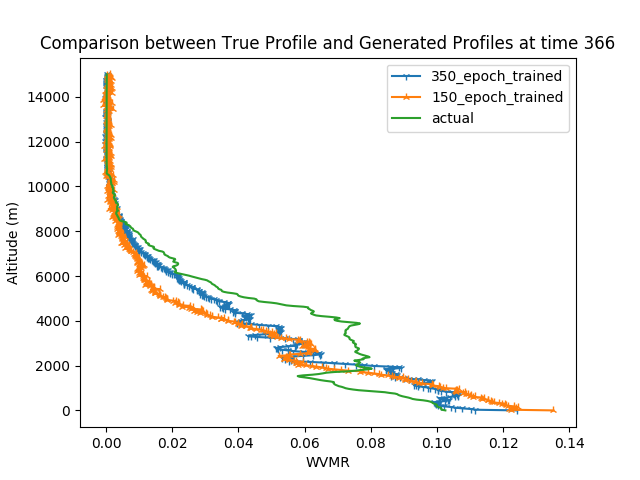 Comparison between True Profile and Generated Profiles at time 366
350_epoch_trained
150_epoch_trained
actual
14000
12000
10000
8000
6000
4000
2000
0
Altitude (m)
0.00 0.02 0.04 0.06 0.08 0.10 0.12 0.14
WVMR